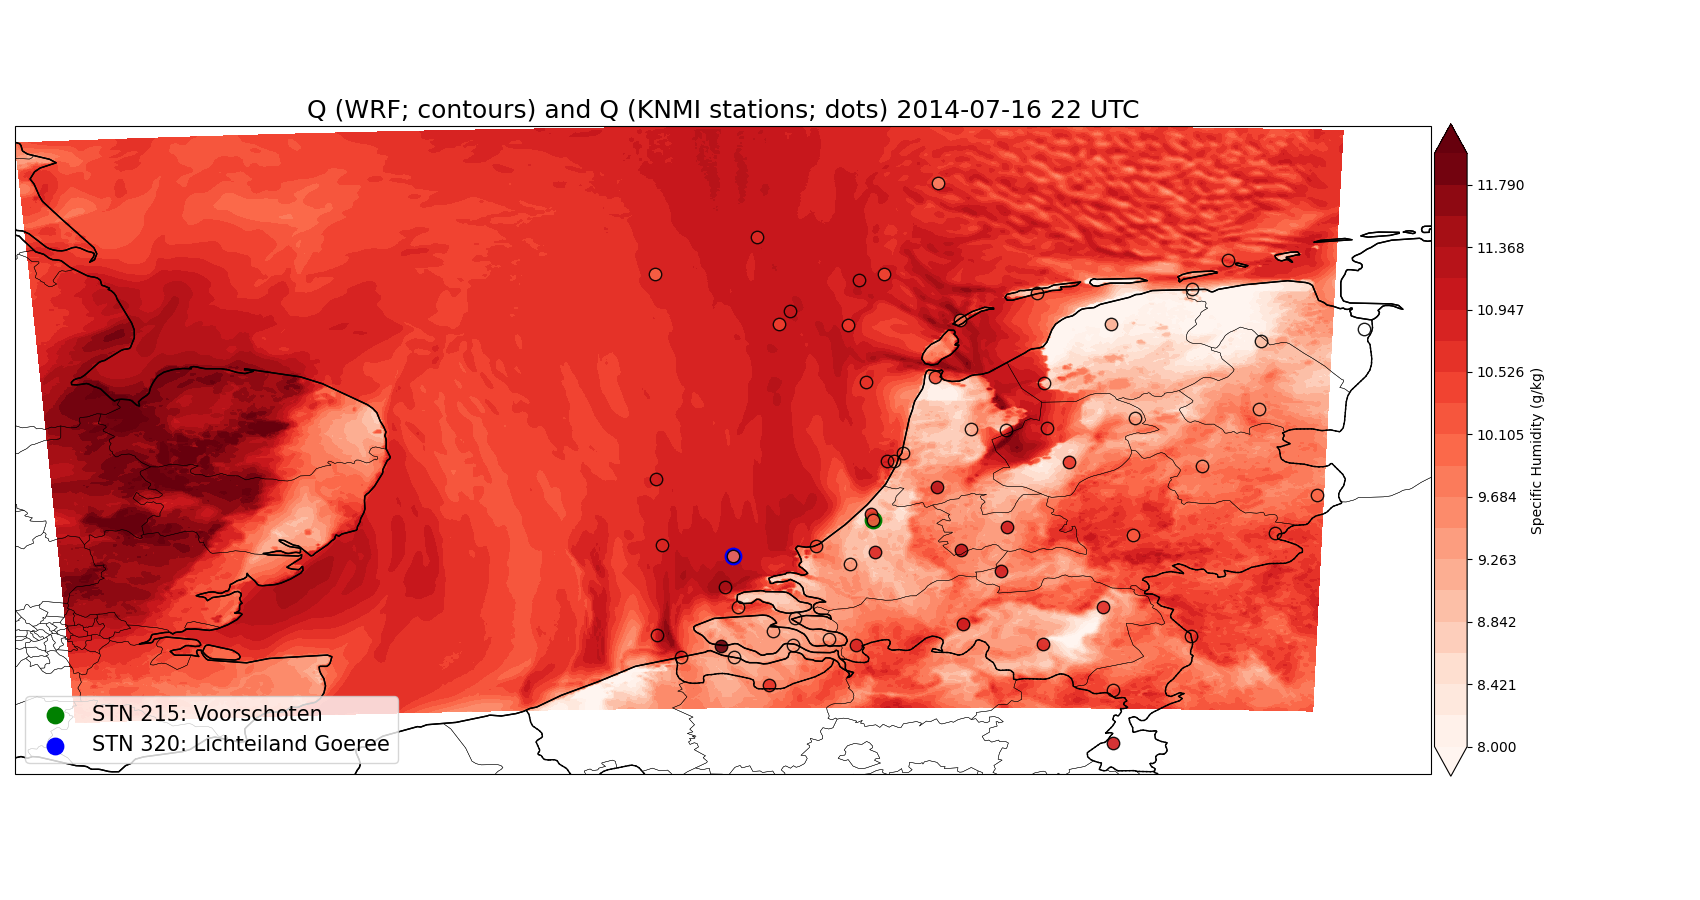 Q (WRF; contours) and Q (KNMI stations; dots) 2014-07-16 22 UTC
11.790
11.368
10.947
10.526
10.105
9.684
9.263
8.842
8.421
8.000
Specific Humidity (g/kg)
STN 215: Voorschoten
STN 320: Lichteiland Goeree